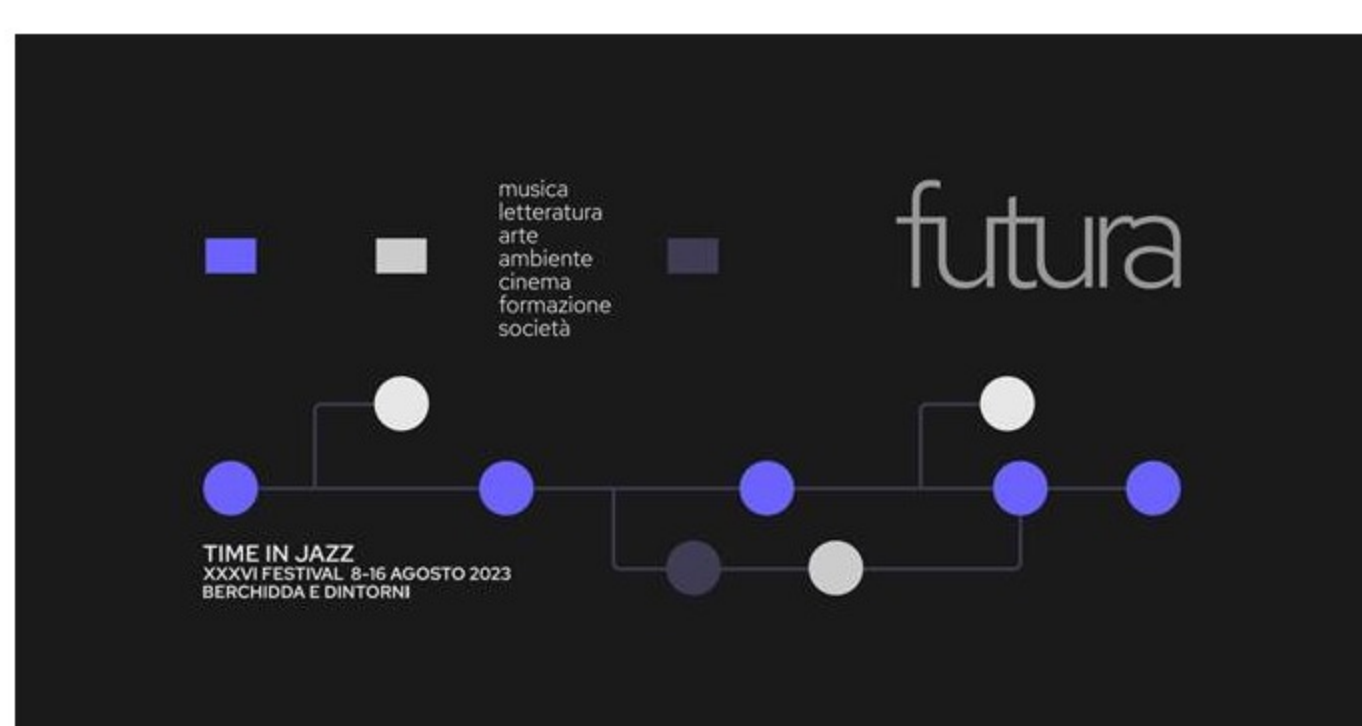 musica
letteratura
arte
ambiente
cinema
formazione
società
futura
TIME IN JAZZ
XXXVI FESTIVAL 8-16 AGOSTO 2023
BERCHIDDA E DINTORNI